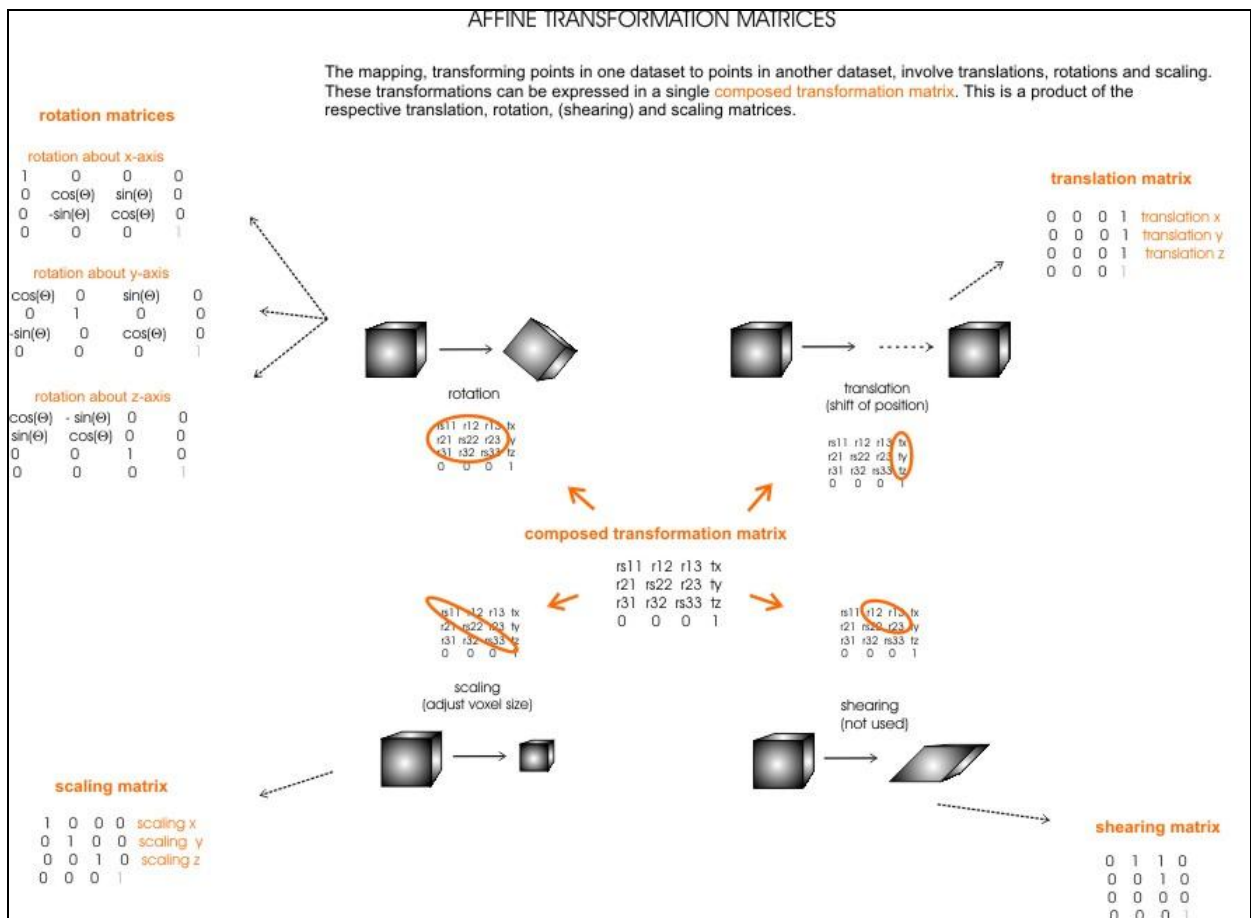 AFFINE TRANSFORMATION MATRICES
The mapping, transforming points in one dataset to points in another dataset, involve translations, rotations and scaling.
These transformations can be expressed in a single composed transformation matrix. This is a product of the
respective translation, rotation, (shearing) and scaling matrices.
rotation matrices
rotation about x-axis
1 0 0 0
0 cos(Θ) sin(Θ) 0
0 -sin(Θ) cos(Θ) 0
0 0 0 1
rotation about y-axis
cos(Θ) 0 sin(Θ) 0
0 1 0 0
-sin(Θ) 0 cos(Θ) 0
0 0 0 1
rotation about z-axis
cos(Θ) - sin(Θ) 0 0
sin(Θ) cos(Θ) 0 0
0 0 1 0
0 0 0 1
translation matrix
0 0 0 1 translation x
0 0 0 1 translation y
0 0 0 1 translation z
0 0 0 1
rotation
rs11 r12 r13 tx
r21 rs22 r23 ty
r31 r32 rs33 tz
0 0 0 1
translation
(shift of position)
rs11 r12 r13 tx
r21 rs22 r23 ty
r31 r32 rs33 tz
0 0 0 1
composed transformation matrix
rs11 r12 r13 tx
r21 rs22 r23 ty
r31 r32 rs33 tz
0 0 0 1
rs11 r12 r13 tx
r21 rs22 r23 ty
r31 r32 rs33 tz
0 0 0 1
scaling
(adjust voxel size)
rs11 r12 r13 tx
r21 rs22 r23 ty
r31 r32 rs33 tz
0 0 0 1
shearing
(not used)
scaling matrix
1 0 0 0 scaling x
0 1 0 0 scaling y
0 0 1 0 scaling z
0 0 0 1
shearing matrix
0 1 1 0
0 0 1 0
0 0 0 0
0 0 0 1